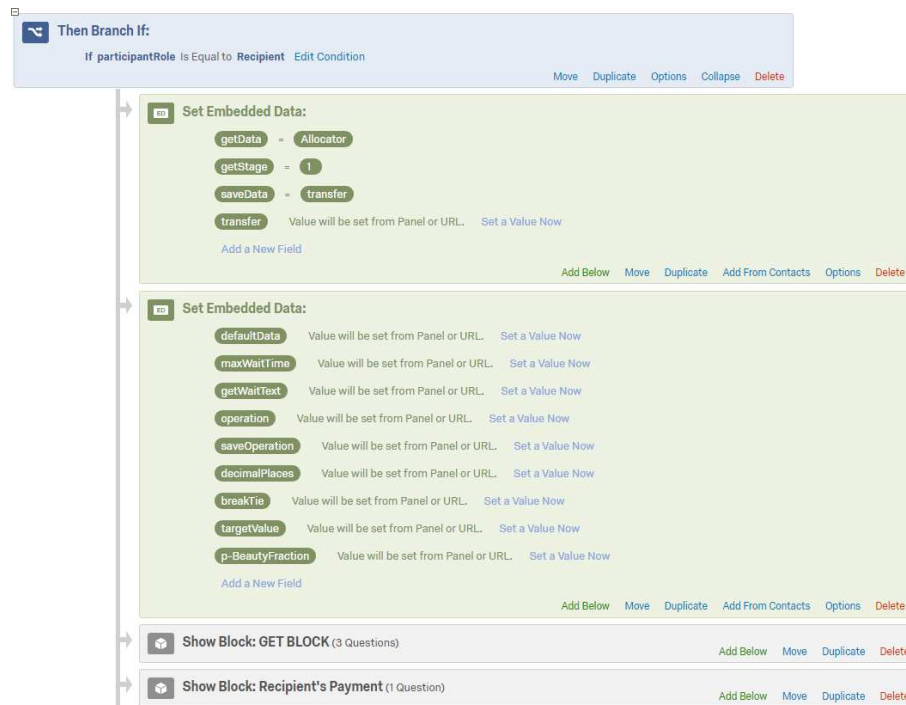 Then Branch If:
If participantRole Is Equal to Recipient Edit Condition
Move Duplicate Options Collapse Delete
ED Set Embedded Data:
getData = Allocator
getStage = 1
saveData = transfer
transfer Value will be set from Panel or URL. Set a Value Now
Add a New Field
Add Below Move Duplicate Add From Contacts Options Delete
ED Set Embedded Data:
defaultData Value will be set from Panel or URL. Set a Value Now
maxWaitTime Value will be set from Panel or URL. Set a Value Now
getWaitText Value will be set from Panel or URL. Set a Value Now
operation Value will be set from Panel or URL. Set a Value Now
saveOperation Value will be set from Panel or URL. Set a Value Now
decimalPlaces Value will be set from Panel or URL. Set a Value Now
breakTie Value will be set from Panel or URL. Set a Value Now
targetValue Value will be set from Panel or URL. Set a Value Now
p-BeautyFraction Value will be set from Panel or URL. Set a Value Now
Add a New Field
Add Below Move Duplicate Add From Contacts Options Delete
Show Block: GET BLOCK (3 Questions)
Add Below Move Duplicate Delete
Show Block: Recipient's Payment (1 Question)
Add Below Move Duplicate Delete